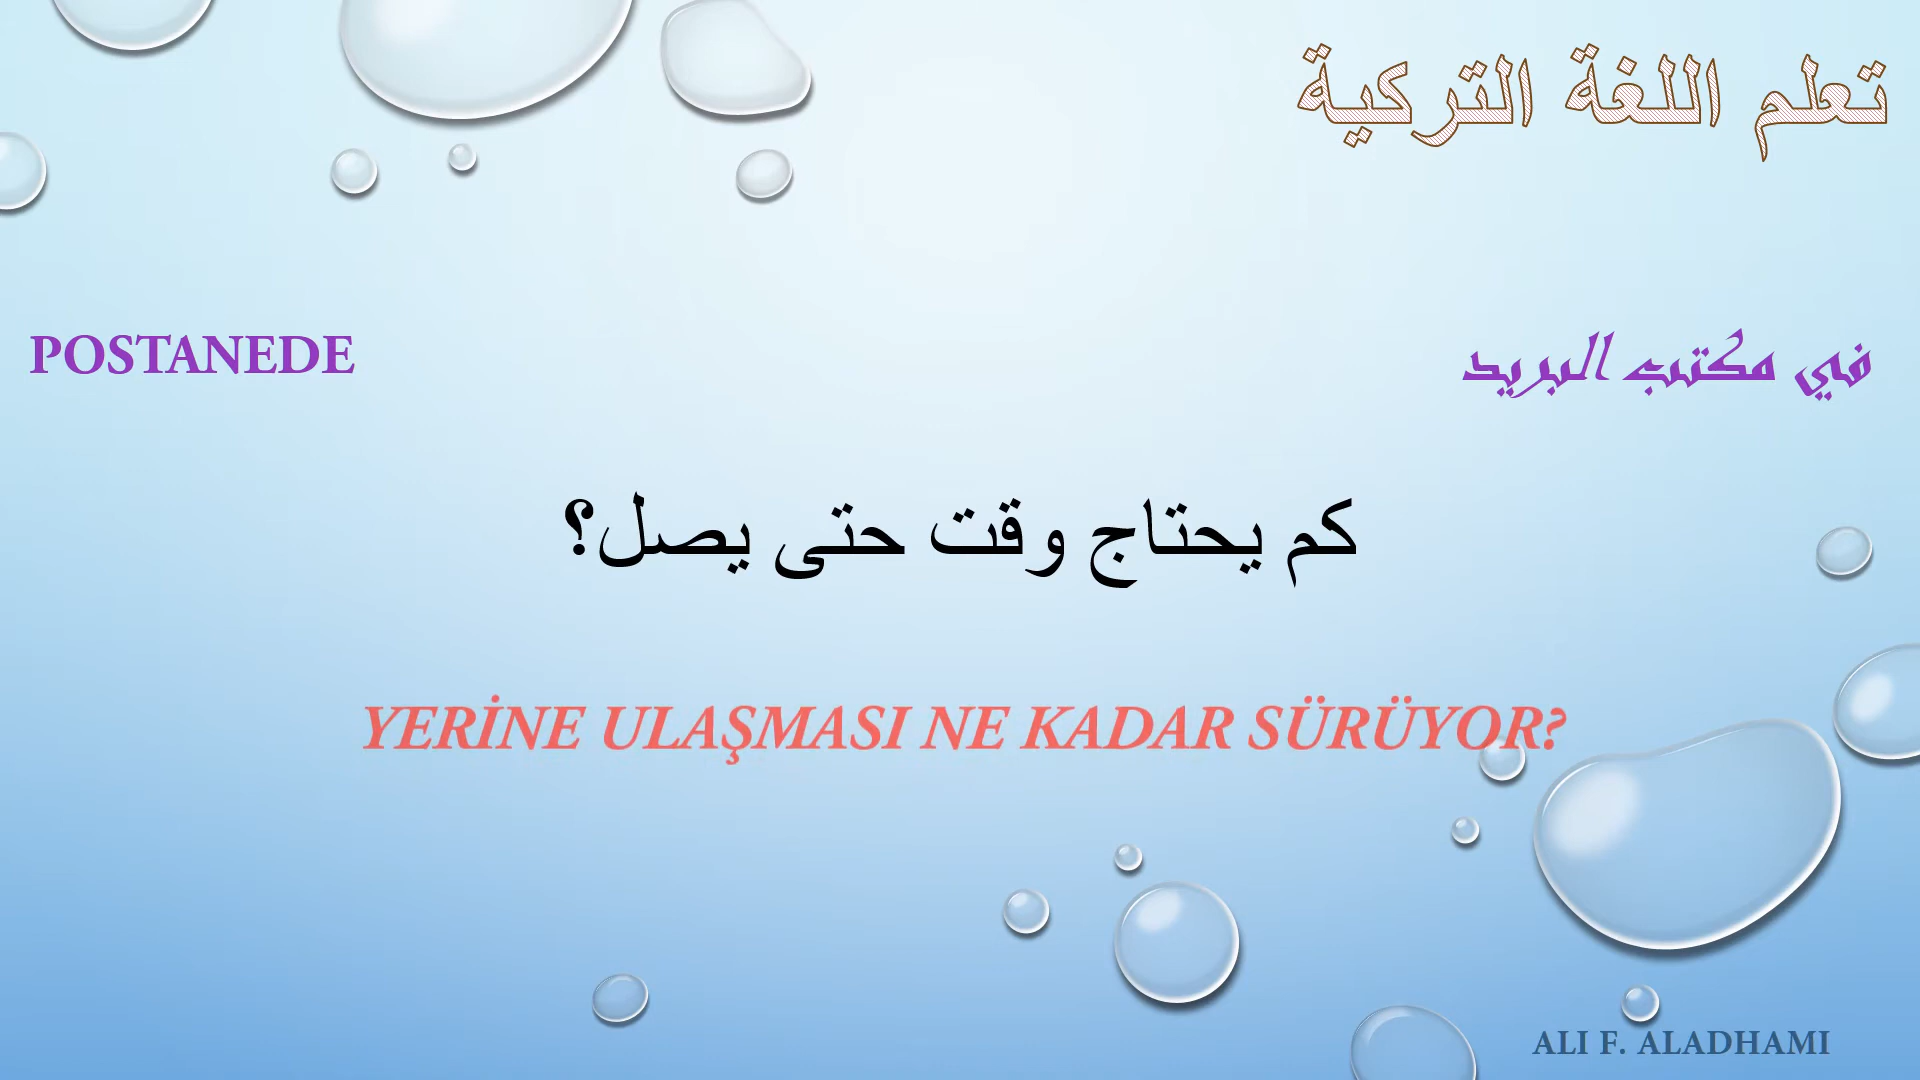 تعلم اللغة التركية
POSTANEDE
في مكتب البريد
كم يحتاج وقت حتى يصل؟
YERİNE ULAŞMASI NE KADAR SÜRÜYOR?
ALI F. ALADHAMI